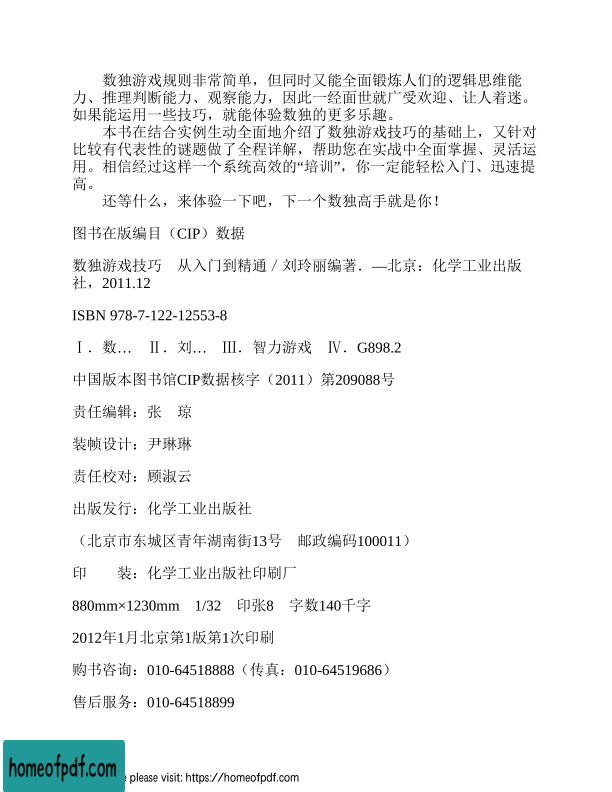 数独游戏规则非常简单，但同时又能全面锻炼人们的逻辑思维能
力、推理判断能力、观察能力，因此一经面世就广受欢迎、让人着迷。
如果能运用一些技巧，就能体验数独的更多乐趣。
本书在结合实例生动全面地介绍了数独游戏技巧的基础上，又针对
比较有代表性的谜题做了全程详解，帮助您在实战中全面掌握、灵活运
用。相信经过这样一个系统高效的“培训”，你一定能轻松入门、迅速提
高。
还等什么，来体验一下吧，下一个数独高手就是你！
图书在版编目（CIP）数据
数独游戏技巧　从入门到精通／刘玲丽编著．—北京：化学工业出版
社，2011.12
ISBN 978-7-122-12553-8
Ⅰ．数…　Ⅱ．刘…　Ⅲ．智力游戏　Ⅳ．G898.2
中国版本图书馆CIP数据核字（2011）第209088号
责任编辑：张　琼
装帧设计：尹琳琳
责任校对：顾淑云
出版发行：化学工业出版社
（北京市东城区青年湖南街13号　邮政编码100011）
印　　装：化学工业出版社印刷厂
880mm×1230mm　1/32　印张8　字数140千字
2012年1月北京第1版第1次印刷
购书咨询：010-64518888（传真：010-64519686）
售后服务：010-64518899
homeofpdf.com
please visit: https://homeofpdf.com